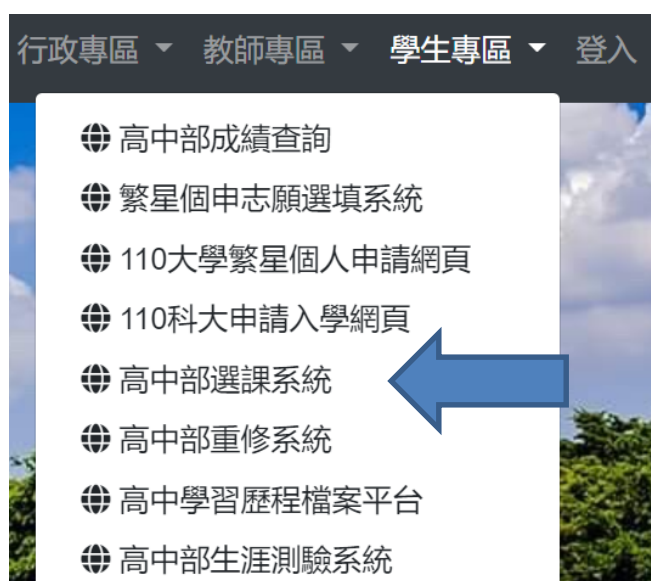 行政專區 教師專區 學生專區 登入
高中部成績查詢
繁星個申志願選填系統
110大學繁星個人申請網頁
110科大申請入學網頁
高中部選課系統
高中部重修系統
高中學習歷程檔案平台
高中部生涯測驗系統